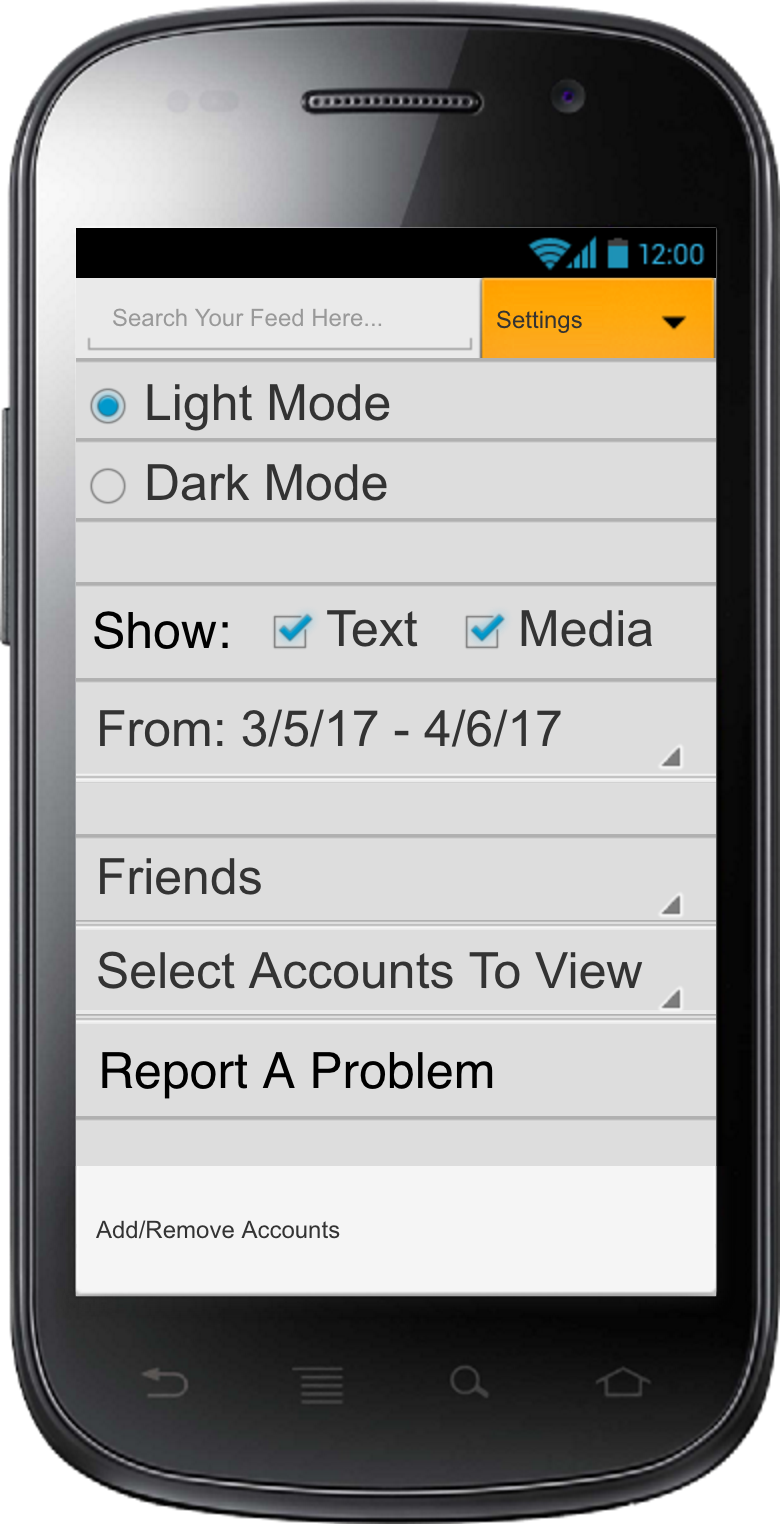 12:00
Search Your Feed Here...
Settings
Light Mode
Dark Mode
Show: Text Media
From: 3/5/17 - 4/6/17
Friends
Select Accounts To View
Report A Problem
Add/Remove Accounts